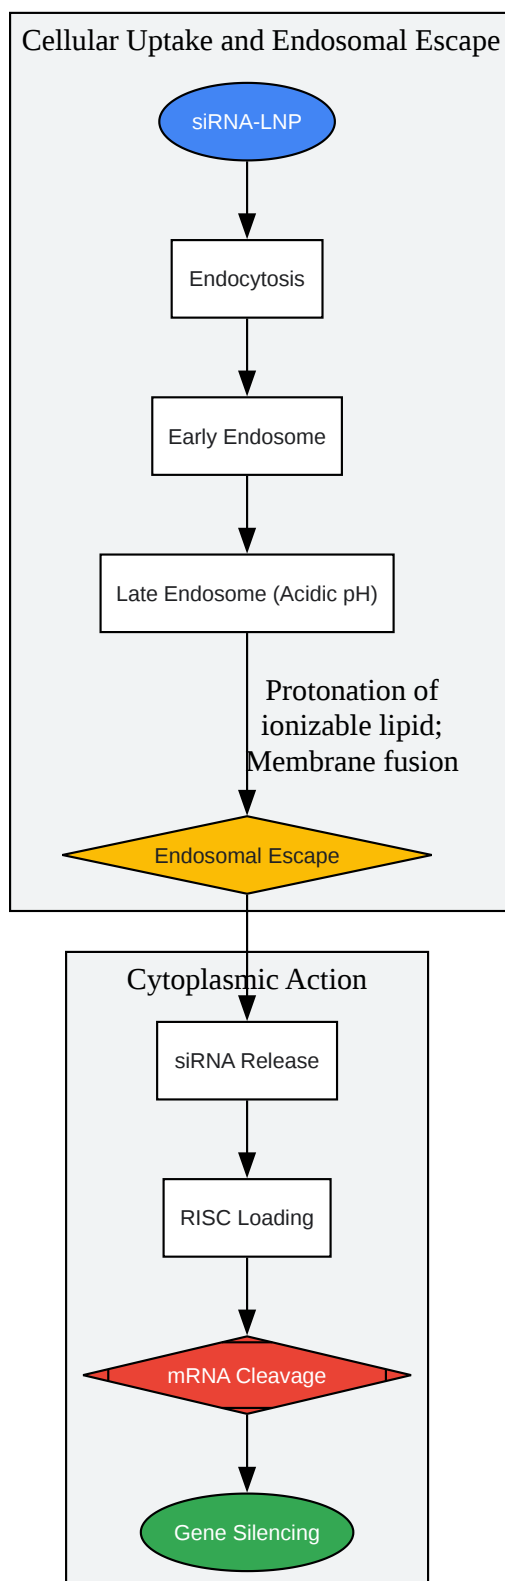 Cellular Uptake and Endosomal Escape
siRNA-LNP
Endocytosis
Early Endosome
Late Endosome (Acidic pH)
Protonation of
ionizable lipid;
Membrane fusion
Endosomal Escape
Cytoplasmic Action
siRNA Release
RISC Loading
mRNA Cleavage
Gene Silencing